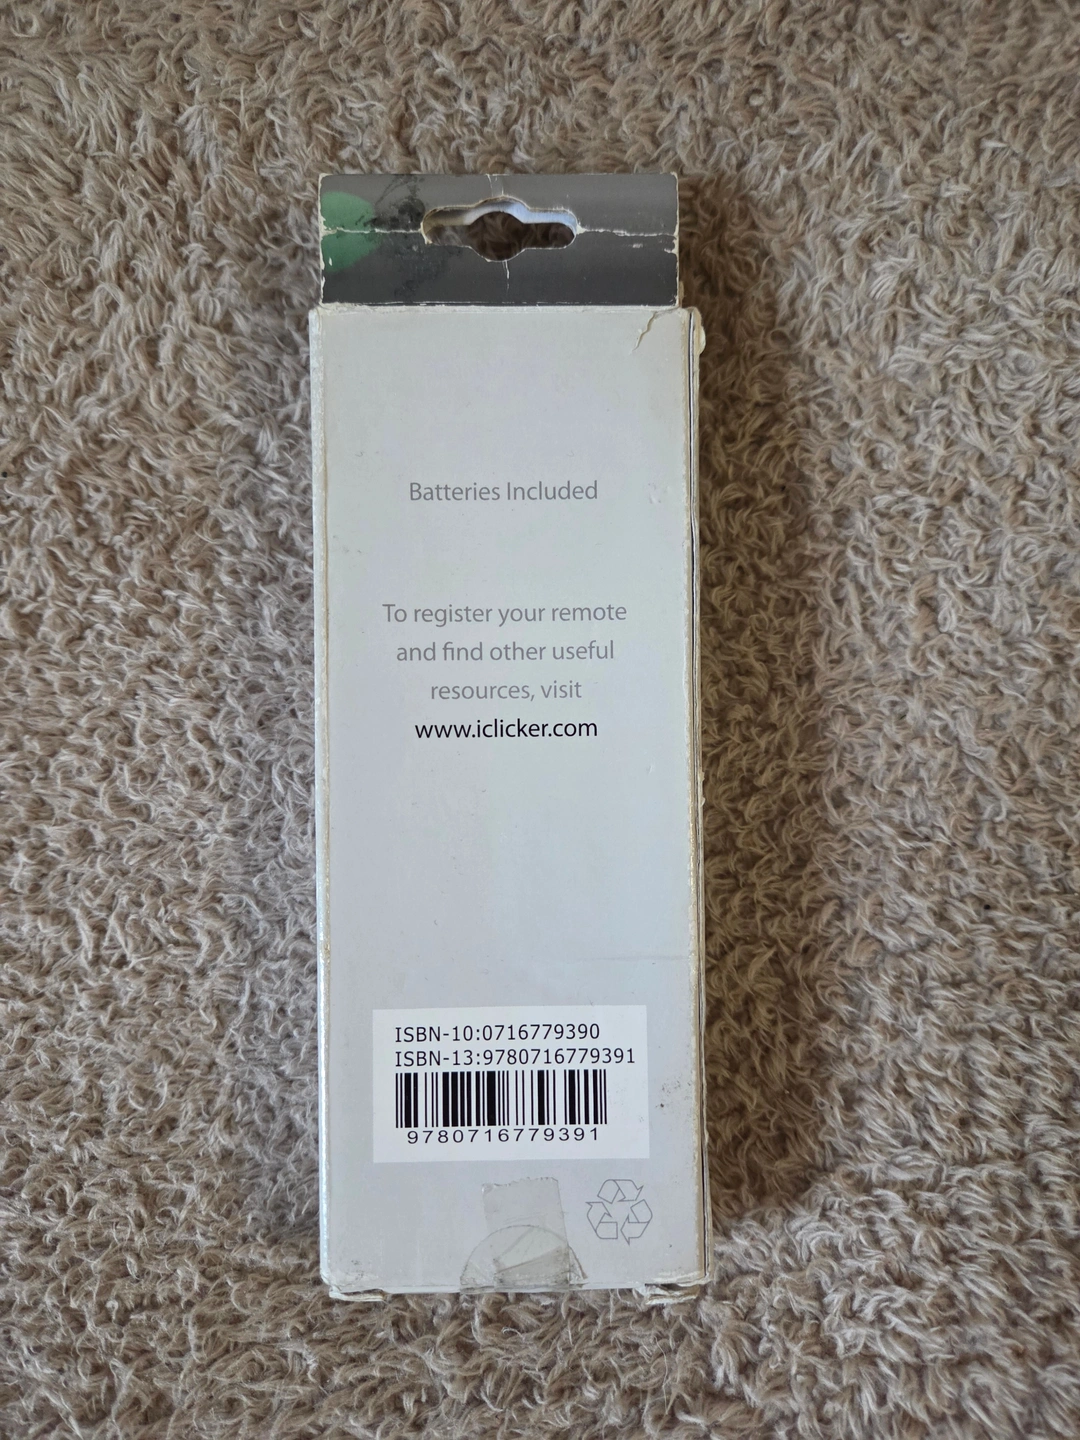 Batteries Included
To register your remote
and find other useful
resources, visit
www.iclicker.com
ISBN-10:0716779390
ISBN-13:9780716779391
9780716779391